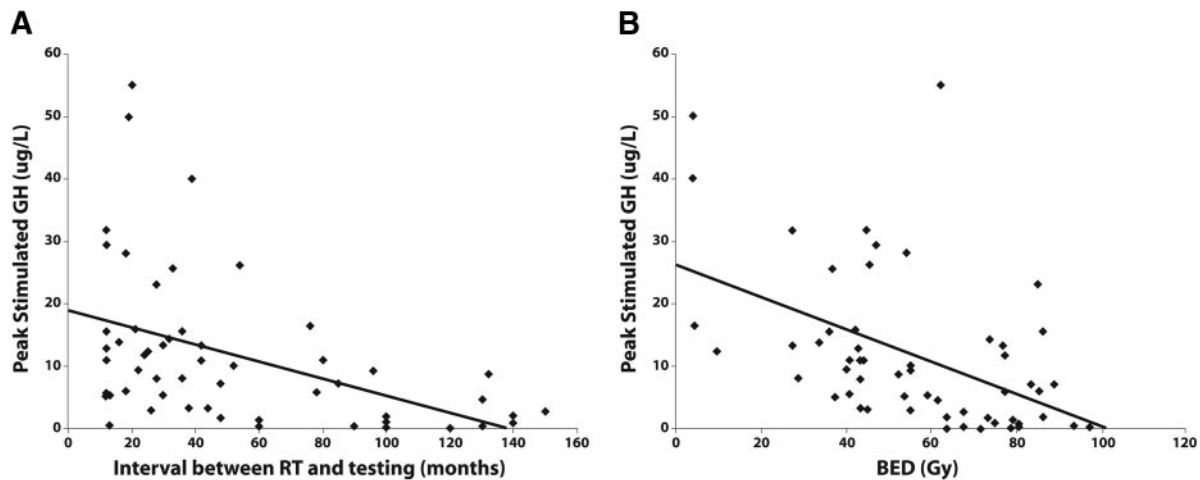 A
60
50
40
30
20
10
0
Peak Stimulated GH (ug/L)
0 20 40 60 80 100 120 140 160
Interval between RT and testing (months)
B
60
50
40
30
20
10
0
Peak Stimulated GH (ug/L)
0 20 40 60 80 100 120
BED (Gy)